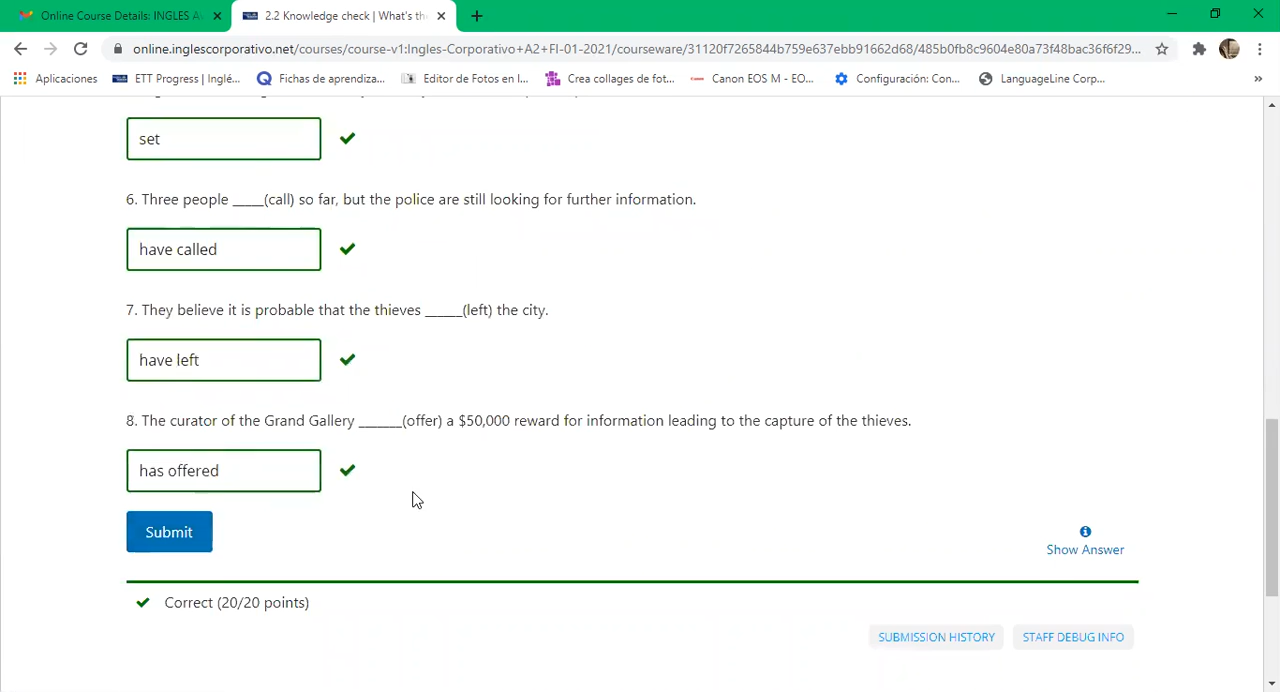 Online Course Details: INGLES A
2.2 Knowledge check | What's the
online.inglescorporativo.net/courses/course-v1:Ingles-Corporativo+A2+FI-01-2021/courseware/31120f7265844b759e637ebb91662d68/485b0fb8c9604e80a73f48bac36f6f29...
Aplicaciones
ETT Progress | Inglé...
Fichas de aprendiza...
Editor de Fotos en l...
Crea collages de fot...
Canon EOS M - EO...
Configuración: Con...
LanguageLine Corp...
»
set
6. Three people _____(call) so far, but the police are still looking for further information.
have called
7. They believe it is probable that the thieves ______(left) the city.
have left
8. The curator of the Grand Gallery _______(offer) a $50,000 reward for information leading to the capture of the thieves.
has offered
Submit
Show Answer
Correct (20/20 points)
SUBMISSION HISTORY
STAFF DEBUG INFO